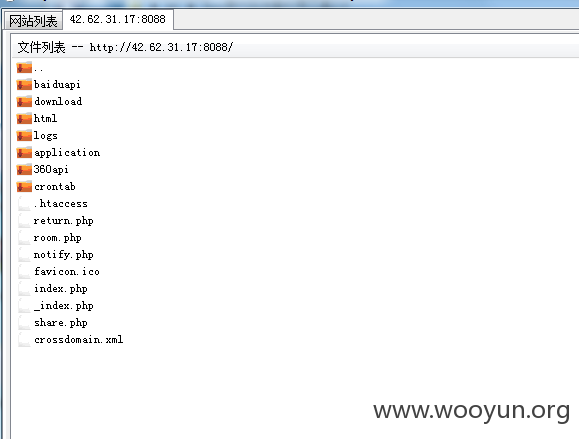 网站列表 42.62.31.17:8088
文件列表 -- http://42.62.31.17:8088/
..
baiduapi
download
html
logs
application
360api
crontab
.htaccess
return.php
room.php
notify.php
favicon.ico
index.php
_index.php
share.php
crossdomain.xml
www.wooyun.org